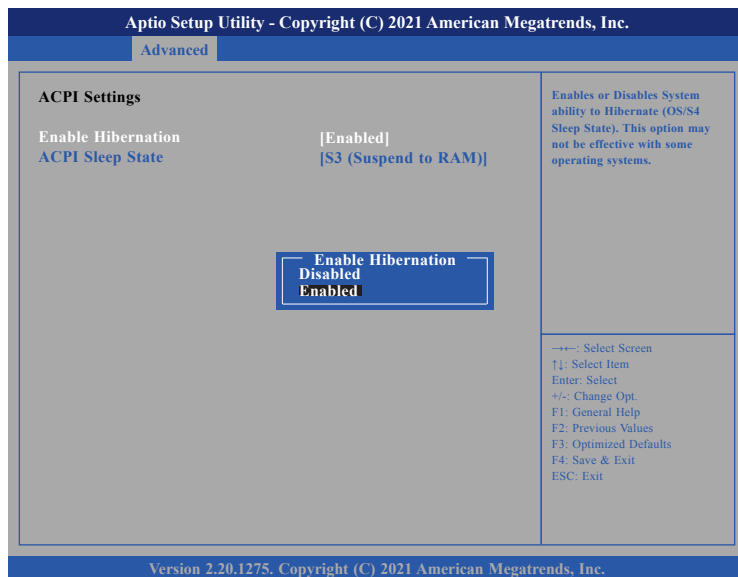 Aptio Setup Utility - Copyright (C) 2021 American Megatrends, Inc.
Advanced
ACPI Settings
Enable Hibernation [Enabled]
ACPI Sleep State [S3 (Suspend to RAM)]
Enables or Disables System
ability to Hibernate (OS/S4
Sleep State). This option may
not be effective with some
operating systems.
Enable Hibernation
Disabled
Enabled
→←: Select Screen
↑↓: Select Item
Enter: Select
+/-: Change Opt.
F1: General Help
F2: Previous Values
F3: Optimized Defaults
F4: Save & Exit
ESC: Exit
Version 2.20.1275. Copyright (C) 2021 American Megatrends, Inc.